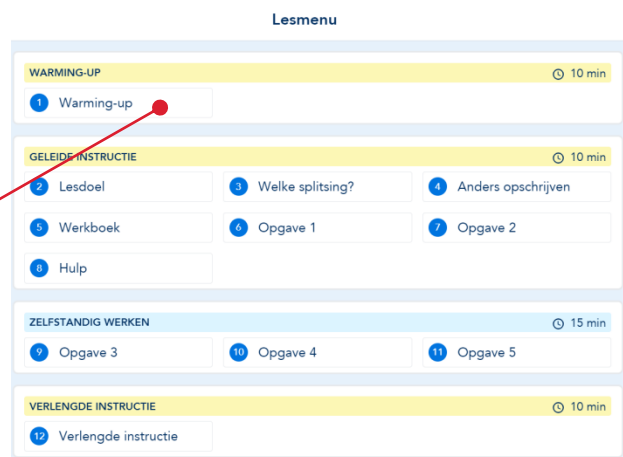 Lesmenu
WARMING-UP 10 min
1 Warming-up
GELEIDE INSTRUCTIE 10 min
2 Lesdoel 3 Welke splitsing? 4 Anders opschrijven
5 Werkboek 6 Opgave 1 7 Opgave 2
8 Hulp
ZELFSTANDIG WERKEN 15 min
9 Opgave 3 10 Opgave 4 11 Opgave 5
VERLENGDE INSTRUCTIE 10 min
12 Verlengde instructie